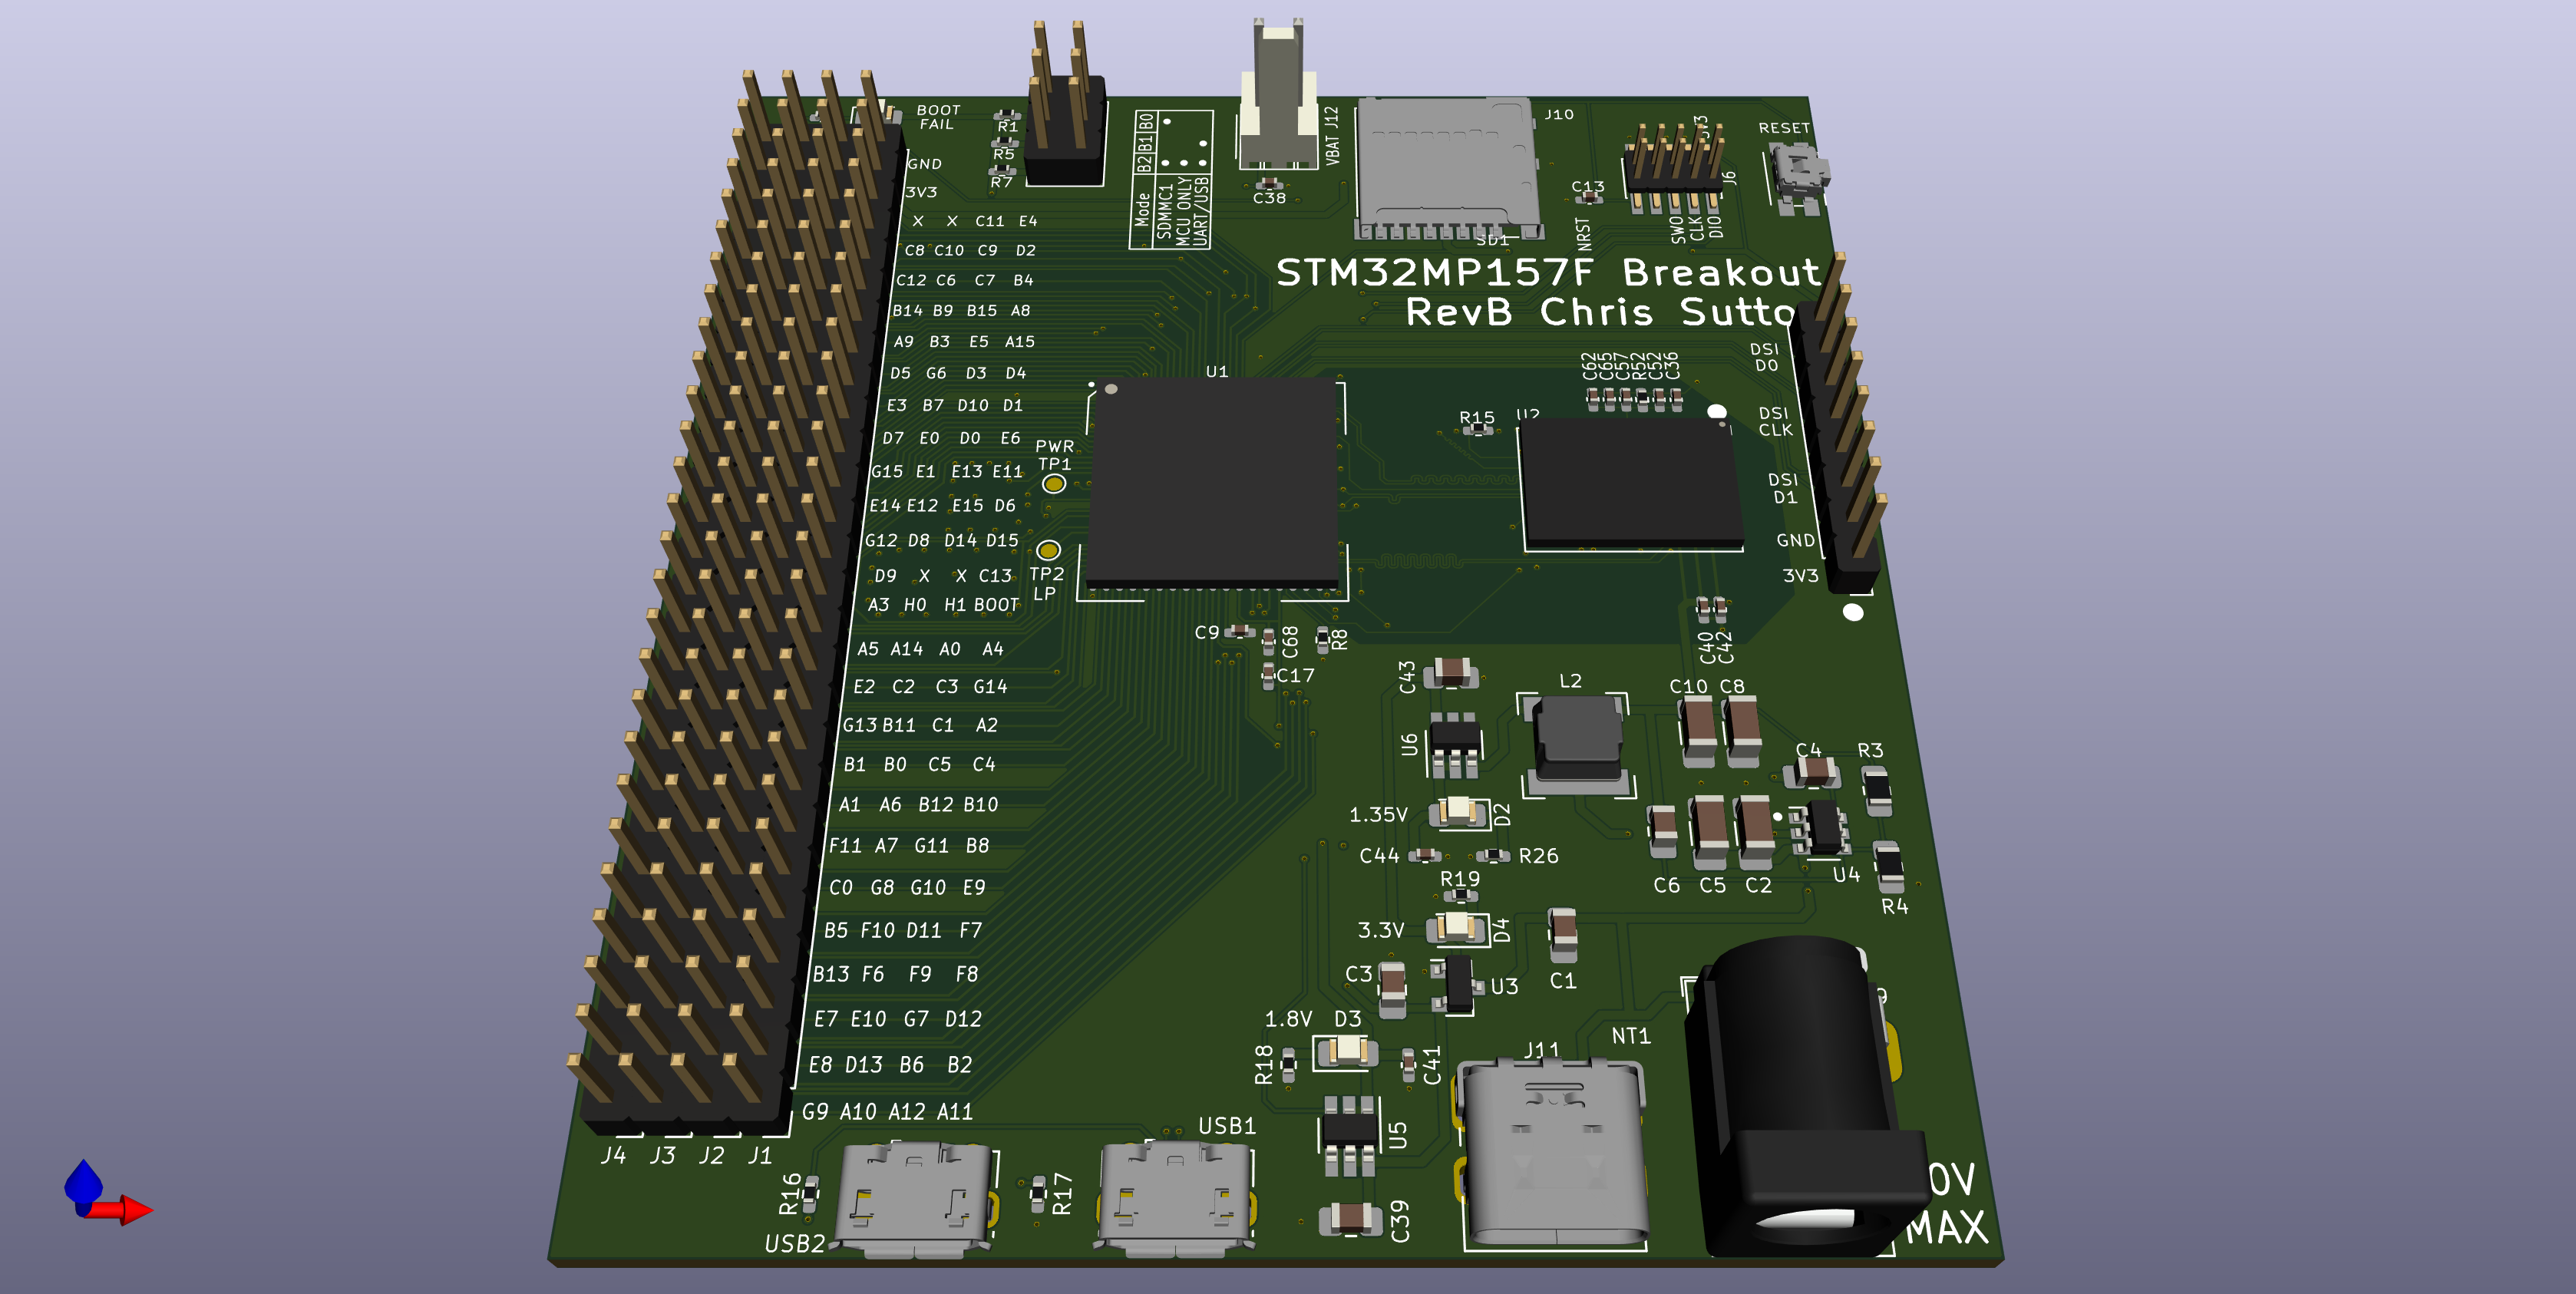 BOOT
FAIL
R1
R5
R7
GND
3V3
X X C11 E4
C8 C10 C9 D2
C12 C6 C7 B4
B14 B9 B15 A8
A9 B3 E5 A15
D5 G6 D3 D4
E3 B7 D10 D1
D7 E0 D0 E6
G15 E1 E13 E11
E14 E12 E15 D6
G12 D8 D14 D15
D9 X X C13
A3 H0 H1 BOOT
A5 A14 A0 A4
E2 C2 C3 G14
G13 B11 C1 A2
B1 B0 C5 C4
A1 A6 B12 B10
F11 A7 G11 B8
C0 G8 G10 E9
B5 F10 D11 F7
B13 F6 F9 F8
E7 E10 G7 D12
E8 D13 B6 B2
G9 A10 A12 A11
J4 J3 J2 J1
Mode B2 B1 B0
SDMMC1
MCU ONLY
UART/USB
C38
VBAT J12
J10
SD1
C13
NRST
3V3
J6
SWO
CLK
DIO
RESET
STM32MP157F Breakout
RevB Chris Sutto
DSI
D0
DSI
CLK
DSI
D1
GND
3V3
U1
PWR
TP1
TP2
LP
R15
U2
C62
C65
C57
R52
C52
C36
C40
C42
C9
C68
R8
C17
C43
L2
C10 C8
U6
C4
R3
1.35V
D2
C44
R26
C6 C5 C2
U4
R4
R19
3.3V
D4
C3
U3
C1
1.8V D3
R18
C41
NT1
J11
U5
C39
USB1
R16
R17
USB2
0V
MAX